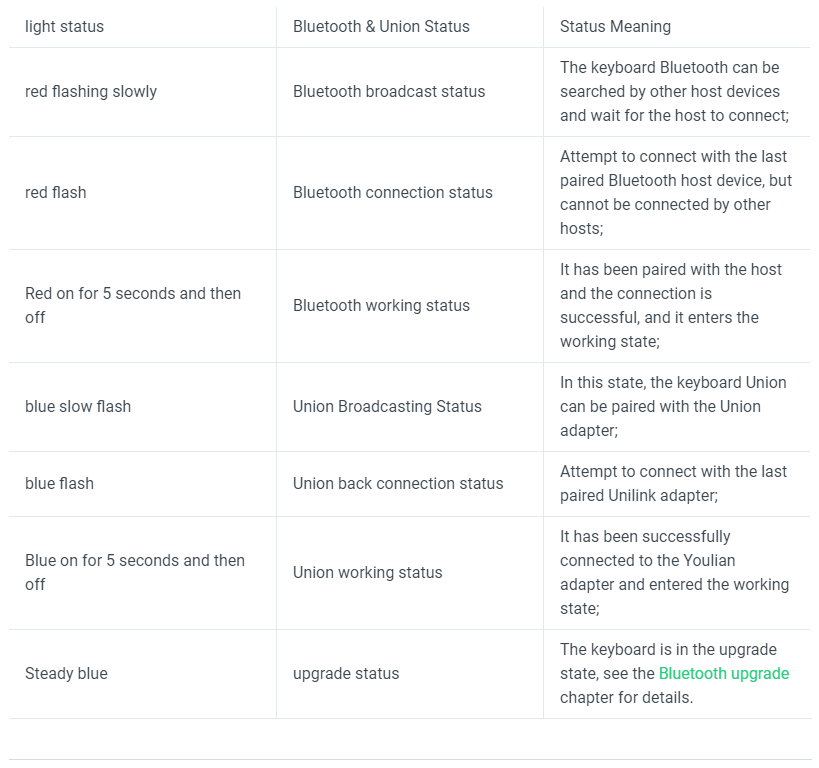 light status
Bluetooth & Union Status
Status Meaning
red flashing slowly
Bluetooth broadcast status
The keyboard Bluetooth can be
searched by other host devices
and wait for the host to connect;
red flash
Bluetooth connection status
Attempt to connect with the last
paired Bluetooth host device, but
cannot be connected by other
hosts;
Red on for 5 seconds and then
off
Bluetooth working status
It has been paired with the host
and the connection is
successful, and it enters the
working state;
blue slow flash
Union Broadcasting Status
In this state, the keyboard Union
can be paired with the Union
adapter;
blue flash
Union back connection status
Attempt to connect with the last
paired Unilink adapter;
Blue on for 5 seconds and then
off
Union working status
It has been successfully
connected to the Youlian
adapter and entered the working
state;
Steady blue
upgrade status
The keyboard is in the upgrade
state, see the Bluetooth upgrade
chapter for details.